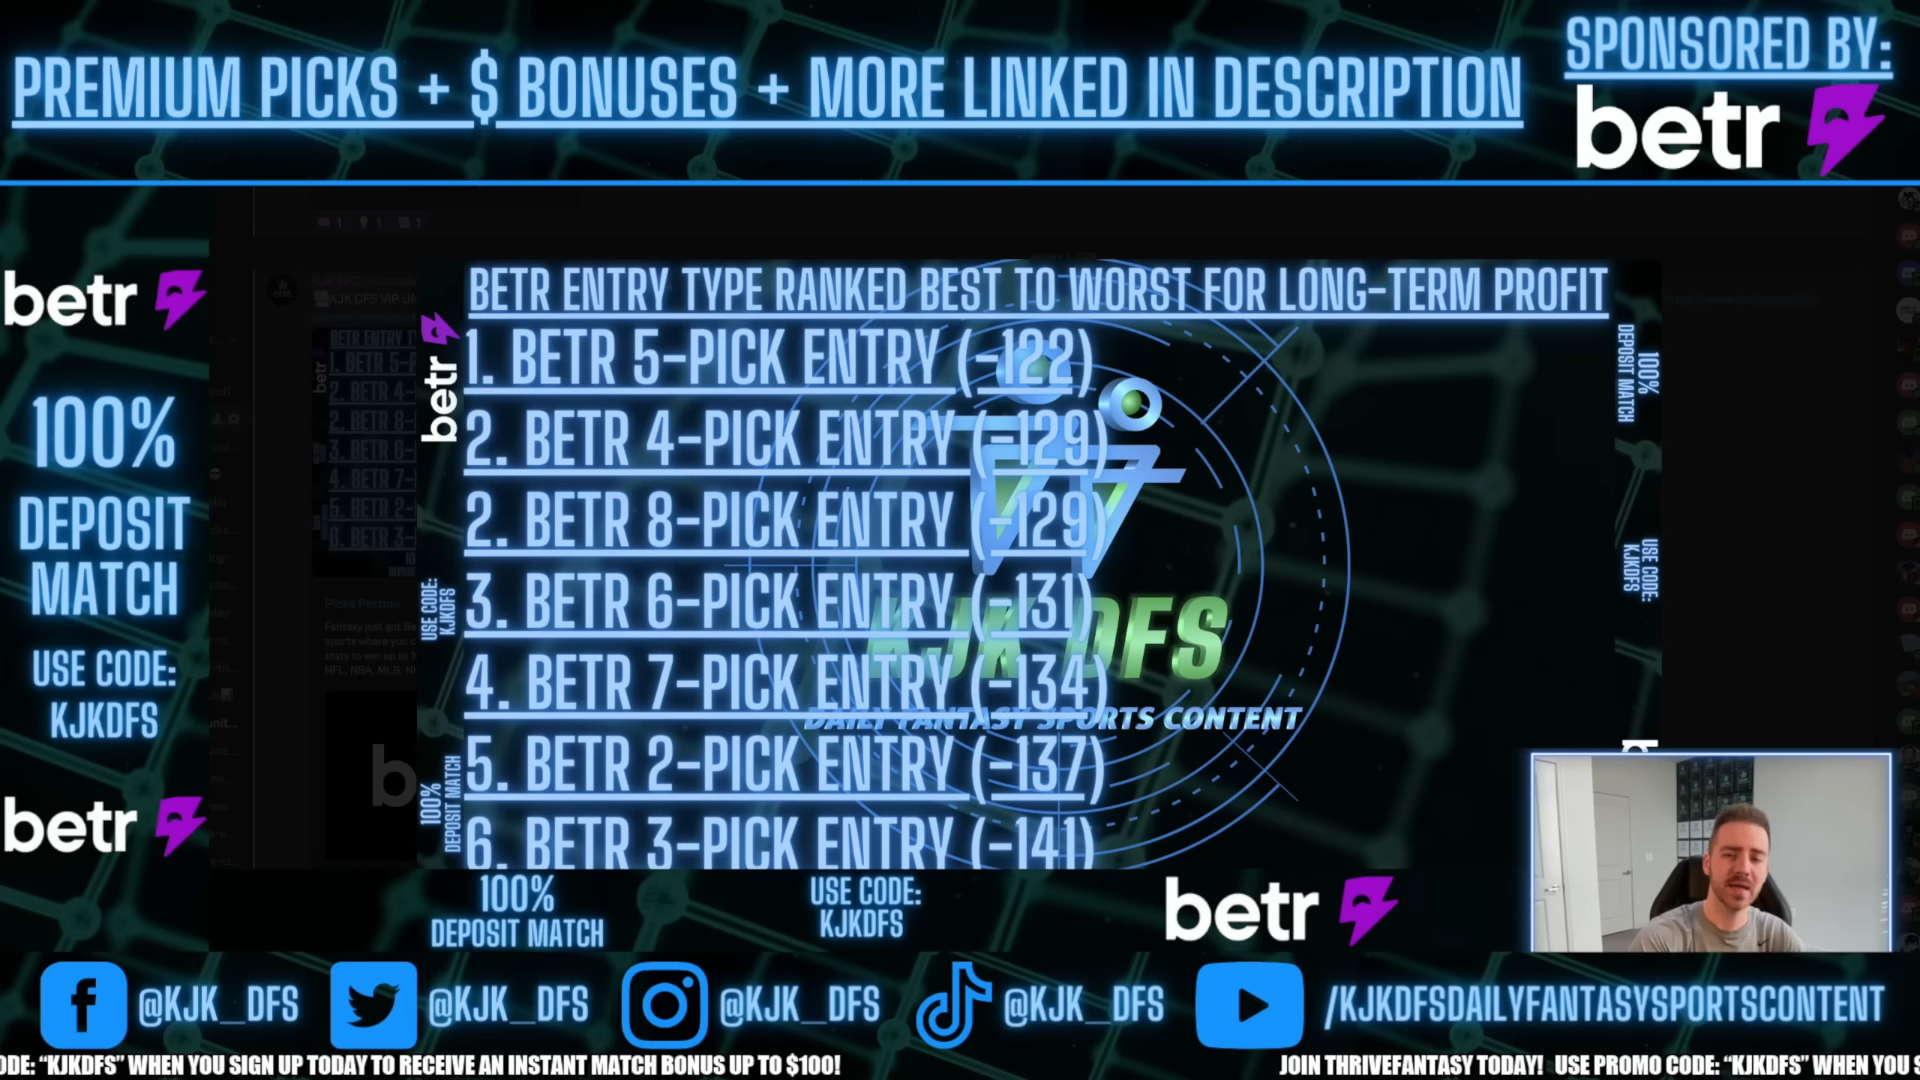 PREMIUM PICKS + $ BONUSES + MORE LINKED IN DESCRIPTION
SPONSORED BY:
betr
betr
100%
DEPOSIT
MATCH
USE CODE:
KJKDFS
betr
BETR ENTRY TYPE RANKED BEST TO WORST FOR LONG-TERM PROFIT
1. BETR 5-PICK ENTRY (-122)
2. BETR 4-PICK ENTRY (-129)
2. BETR 8-PICK ENTRY (-129)
3. BETR 6-PICK ENTRY (-131)
4. BETR 7-PICK ENTRY (-134)
5. BETR 2-PICK ENTRY (-137)
6. BETR 3-PICK ENTRY (-141)
betr
USE CODE:
KJKDFS
100%
DEPOSIT MATCH
KJK DFS
DAILY FANTASY SPORTS CONTENT
100%
DEPOSIT MATCH
USE CODE:
KJKDFS
100%
DEPOSIT MATCH
USE CODE:
KJKDFS
betr
@KJK_DFS
@KJK_DFS
@KJK_DFS
@KJK_DFS
/KJKDFSDAILYFANTASYSPORTSCONTENT
ODE: “KJKDFS” WHEN YOU SIGN UP TODAY TO RECEIVE AN INSTANT MATCH BONUS UP TO $100!
JOIN THRIVEFANTASY TODAY! USE PROMO CODE: “KJKDFS” WHEN YOU S